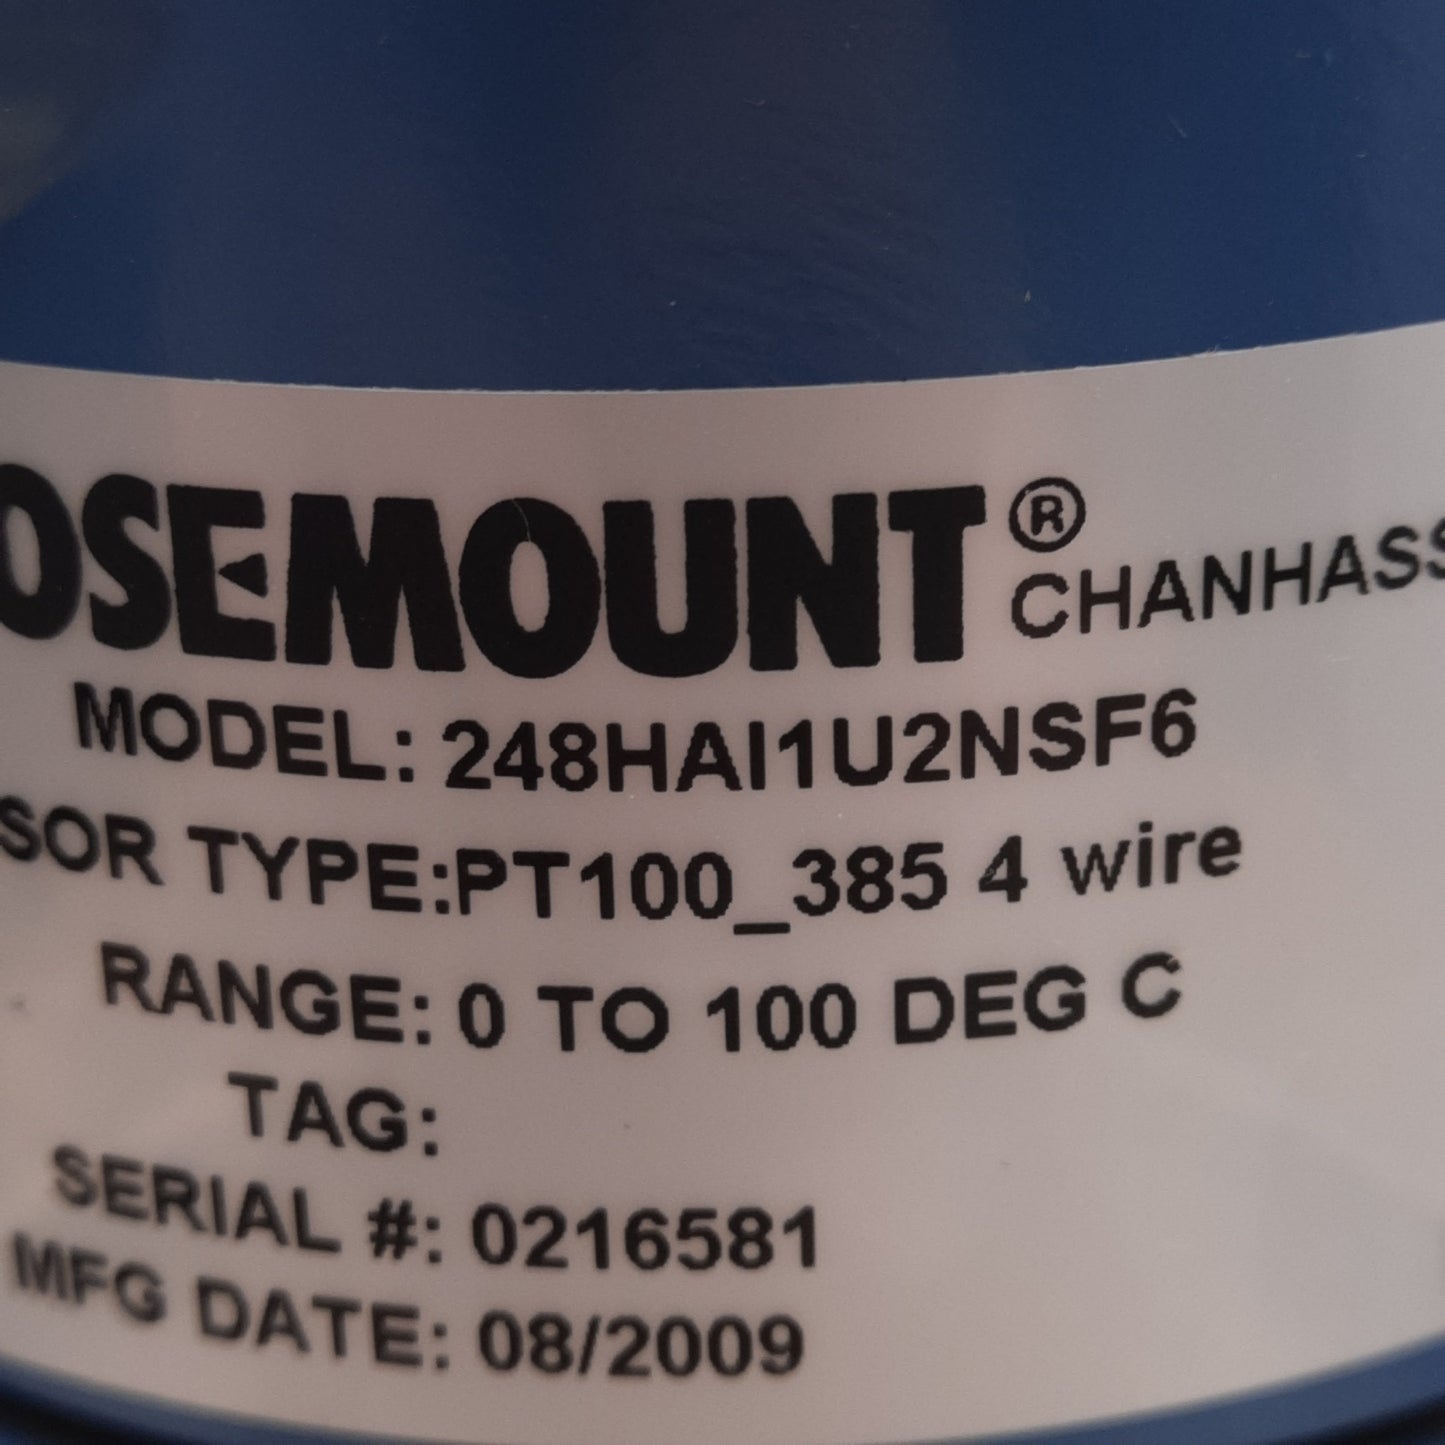 OSEMOUNT® CHANHASS
MODEL: 248HAI1U2NSF6
SOR TYPE:PT100_385 4 wire
RANGE: 0 TO 100 DEG C
TAG:
SERIAL #: 0216581
MFG DATE: 08/2009